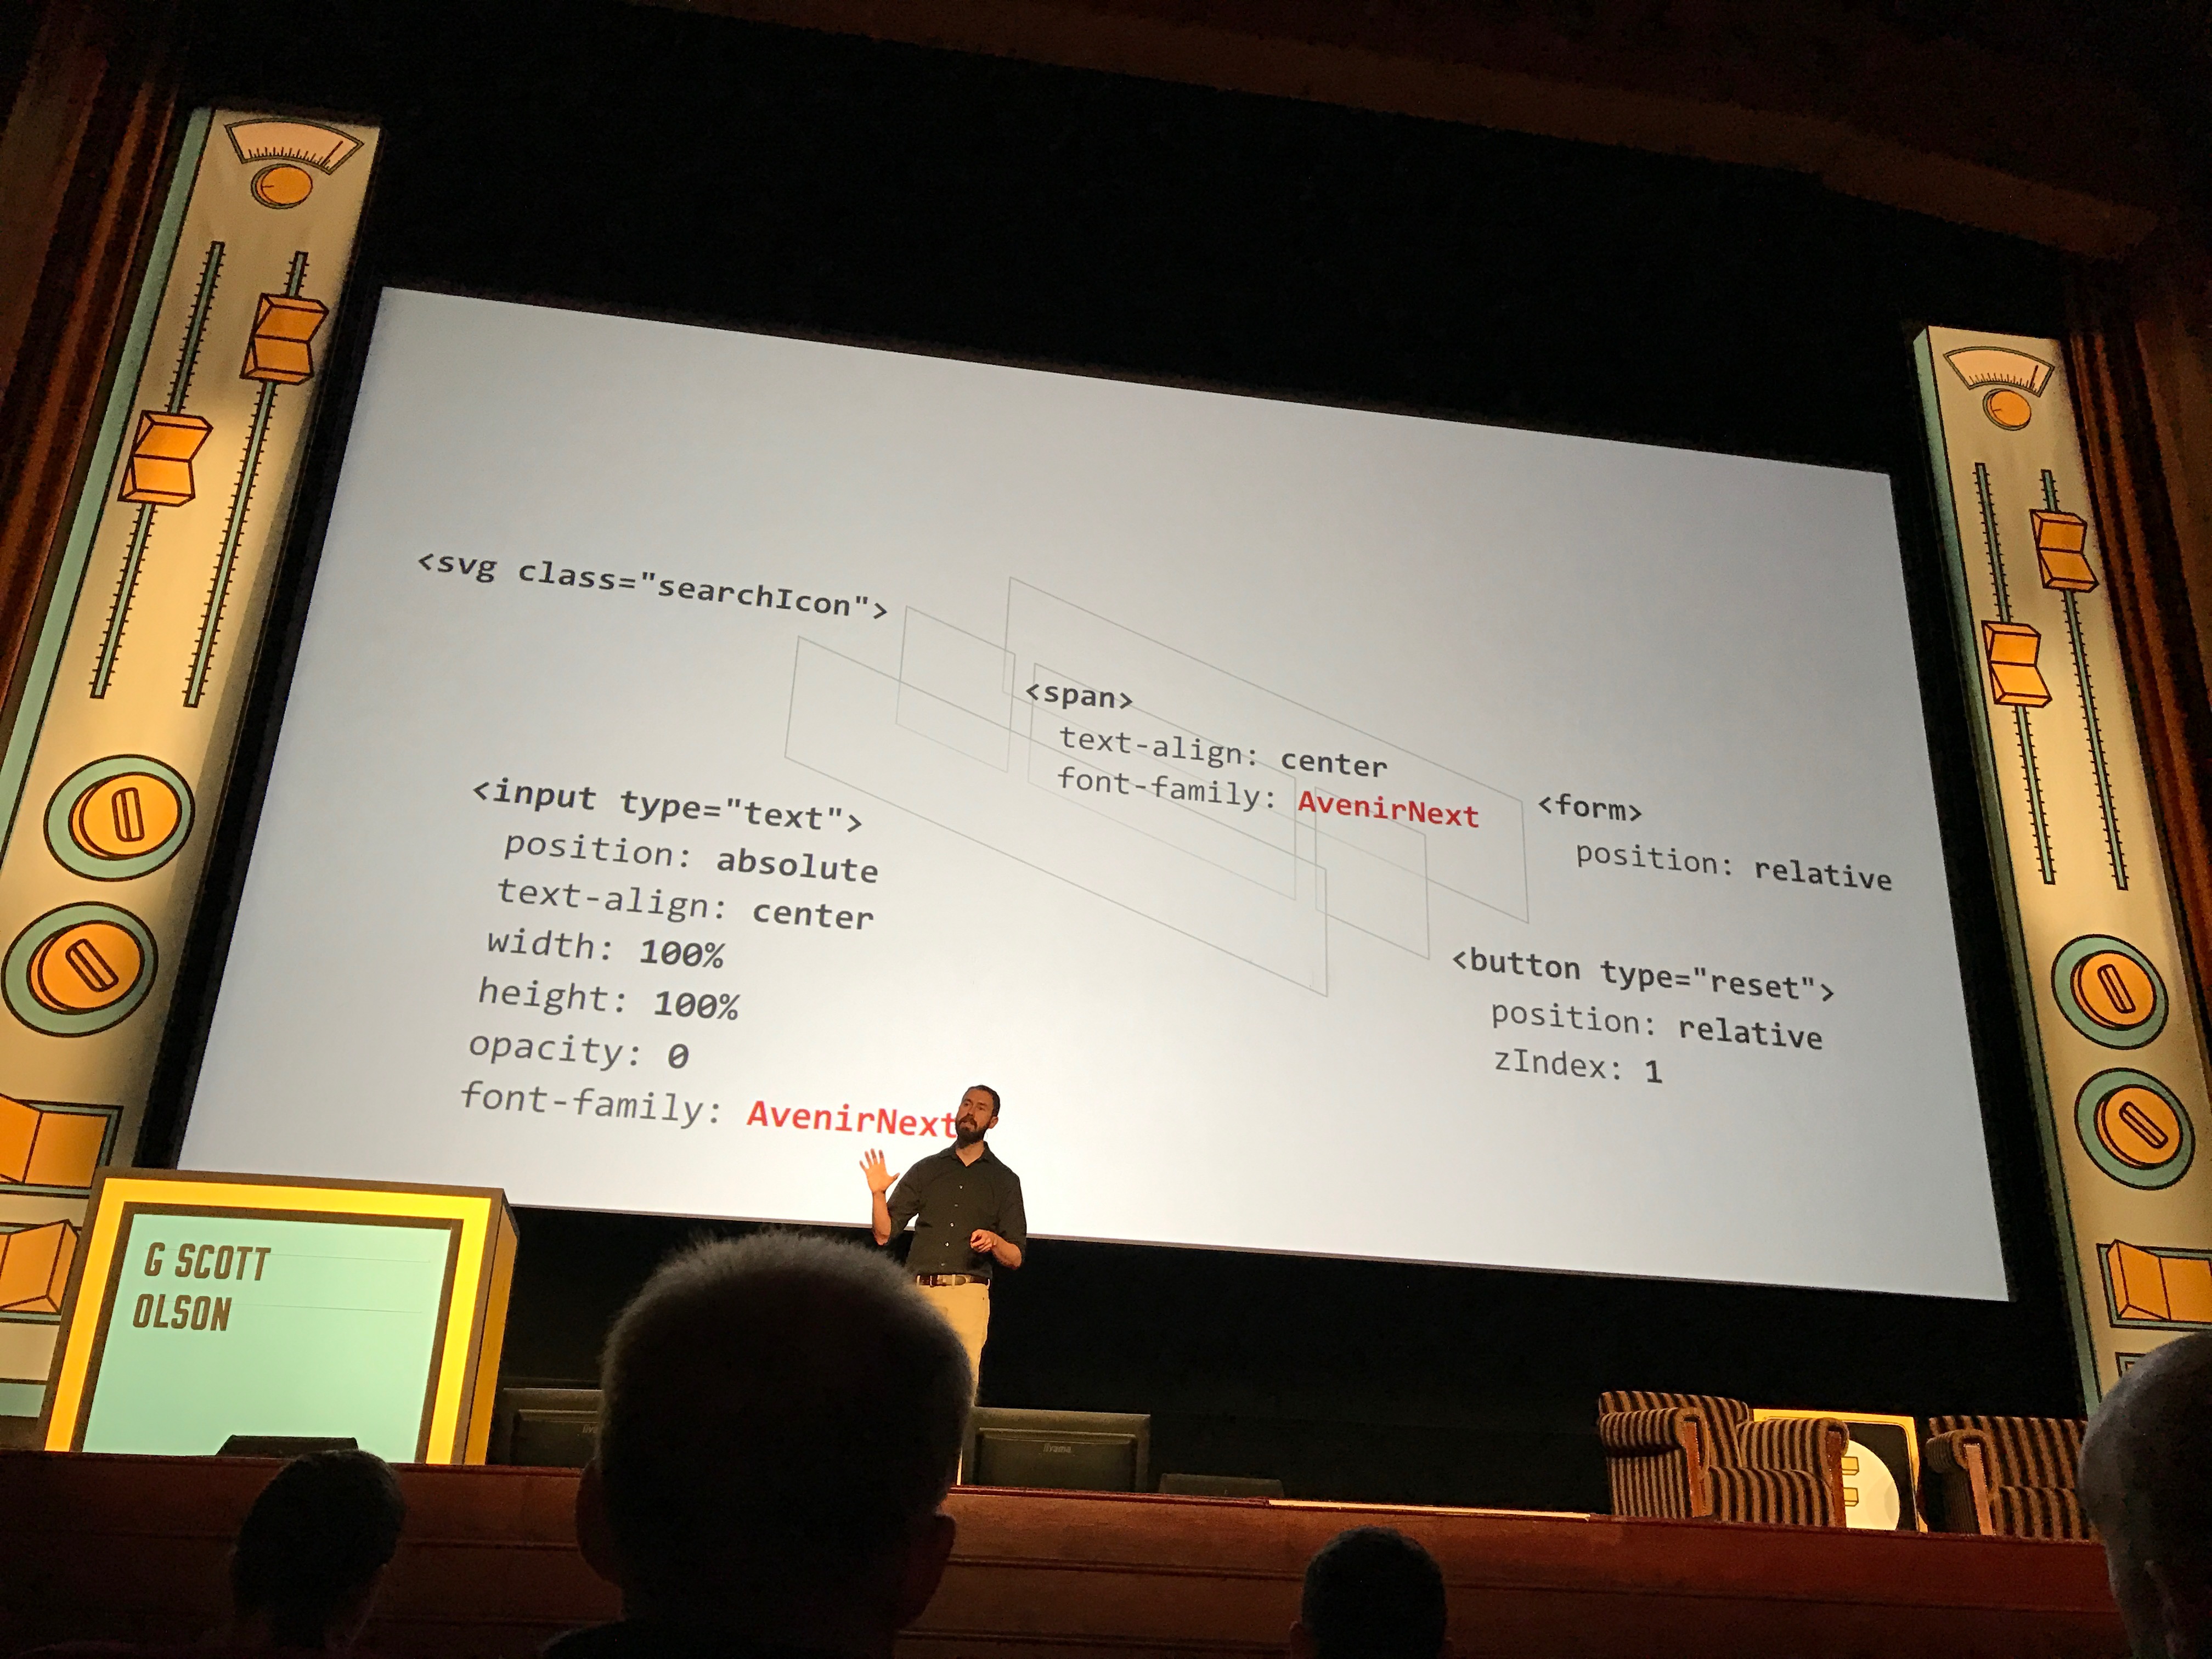 <svg class="searchIcon">
<span>
text-align: center
font-family: AvenirNext
<input type="text">
position: absolute
text-align: center
width: 100%
height: 100%
opacity: 0
font-family: AvenirNext
<form>
position: relative
<button type="reset">
position: relative
zIndex: 1
G SCOTT
OLSON
iiyama